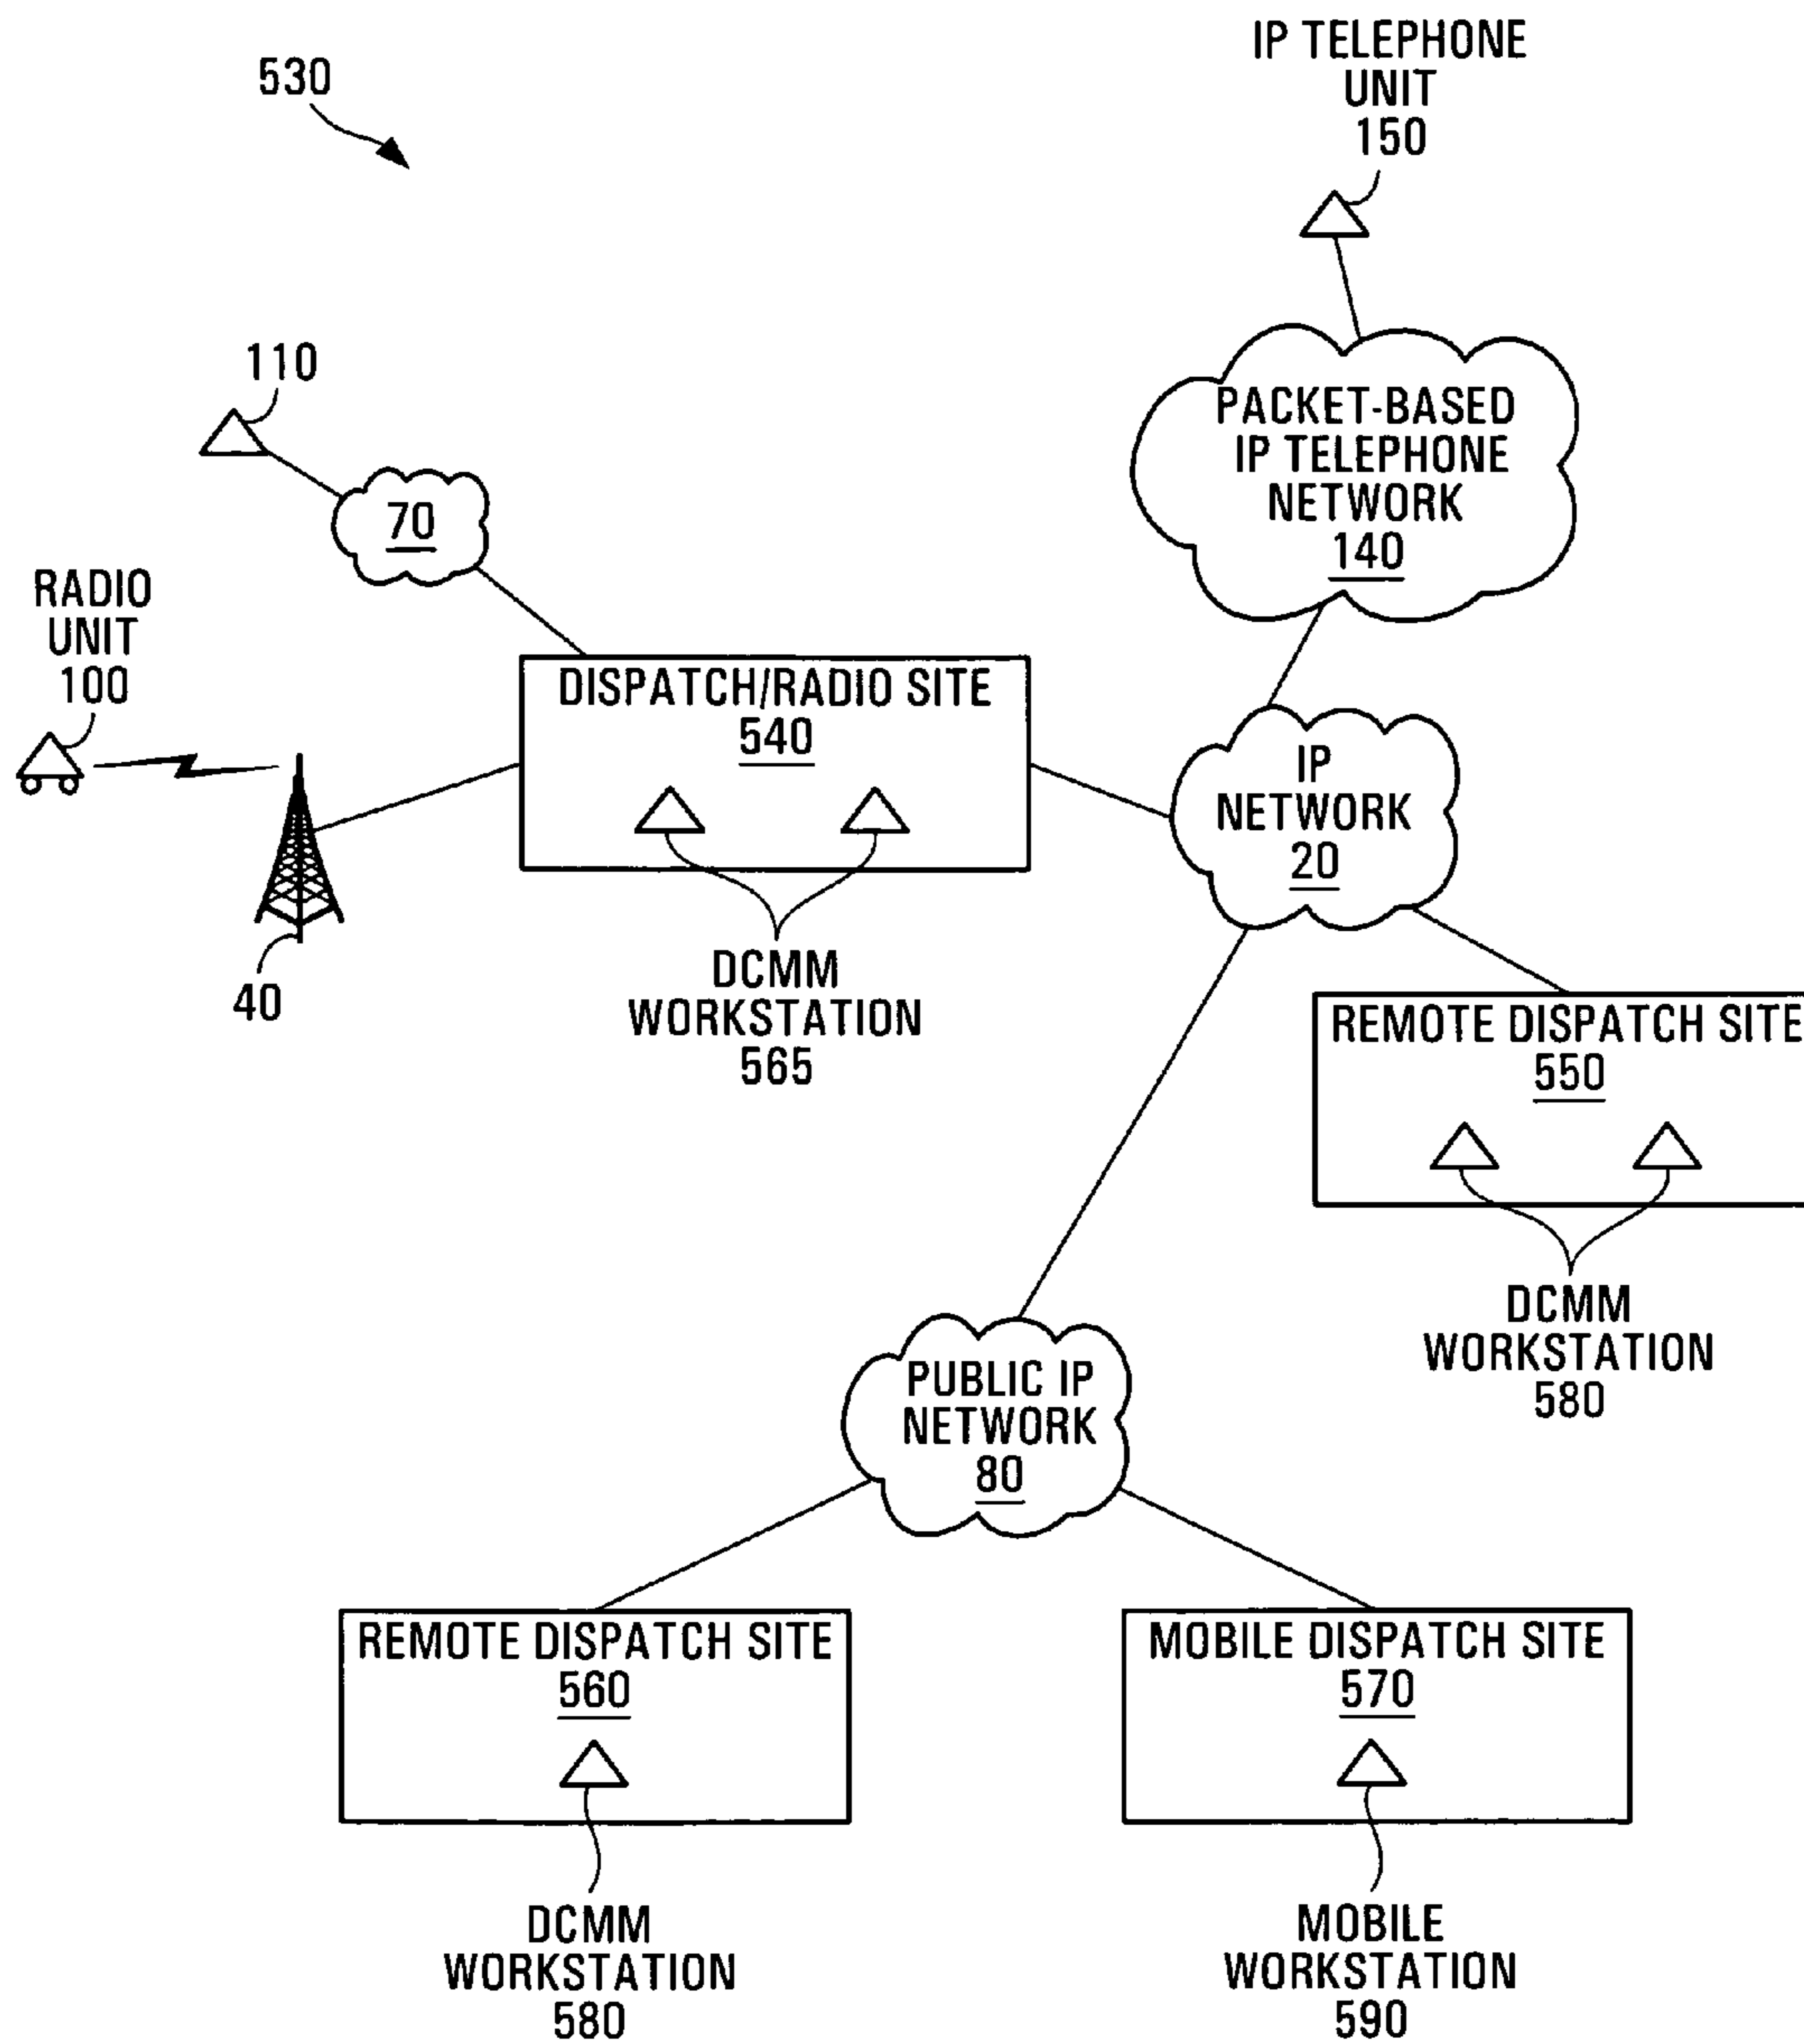 530
IP TELEPHONE
UNIT
150
110
70
PACKET-BASED
IP TELEPHONE
NETWORK
140
RADIO
UNIT
100
DISPATCH/RADIO SITE
540
IP
NETWORK
20
40
DCMM
WORKSTATION
565
REMOTE DISPATCH SITE
550
DCMM
WORKSTATION
580
PUBLIC IP
NETWORK
80
REMOTE DISPATCH SITE
560
MOBILE DISPATCH SITE
570
DCMM
WORKSTATION
580
MOBILE
WORKSTATION
590